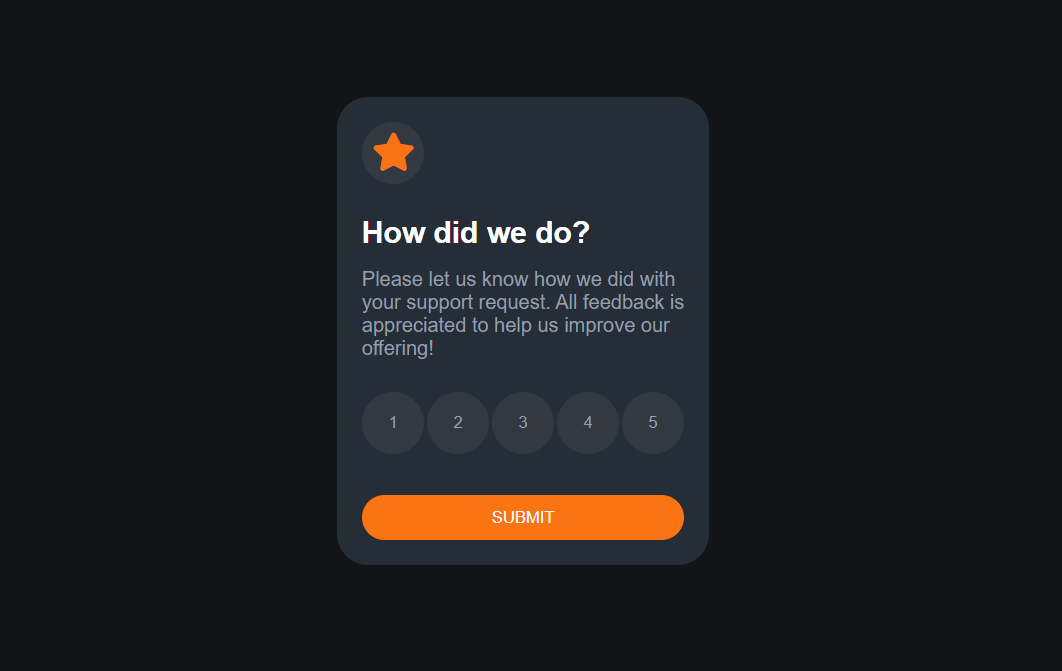 How did we do?
Please let us know how we did with
your support request. All feedback is
appreciated to help us improve our
offering!
1 2 3 4 5
SUBMIT